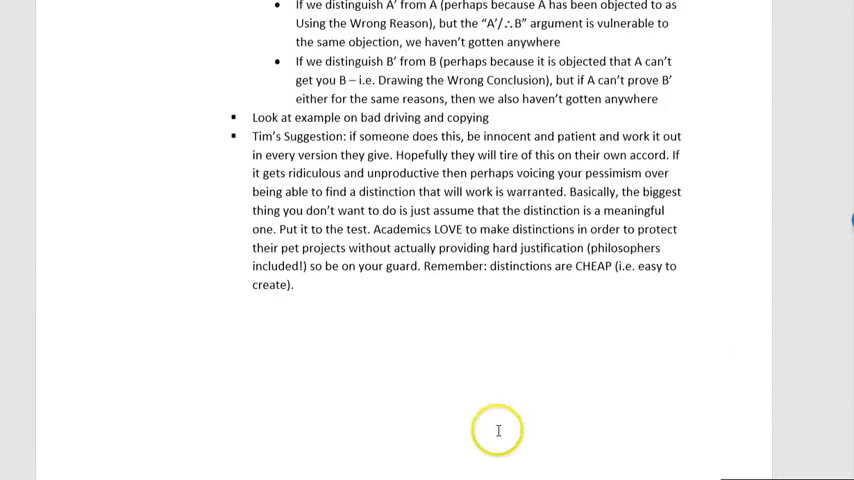 • If we distinguish A’ from A (perhaps because A has been objected to as
Using the Wrong Reason), but the “A’/∴B” argument is vulnerable to
the same objection, we haven’t gotten anywhere
• If we distinguish B’ from B (perhaps because it is objected that A can’t
get you B – i.e. Drawing the Wrong Conclusion), but if A can’t prove B’
either for the same reasons, then we also haven’t gotten anywhere
▪ Look at example on bad driving and copying
▪ Tim’s Suggestion: if someone does this, be innocent and patient and work it out
in every version they give. Hopefully they will tire of this on their own accord. If
it gets ridiculous and unproductive then perhaps voicing your pessimism over
being able to find a distinction that will work is warranted. Basically, the biggest
thing you don’t want to do is just assume that the distinction is a meaningful
one. Put it to the test. Academics LOVE to make distinctions in order to protect
their pet projects without actually providing hard justification (philosophers
included!) so be on your guard. Remember: distinctions are CHEAP (i.e. easy to
create).